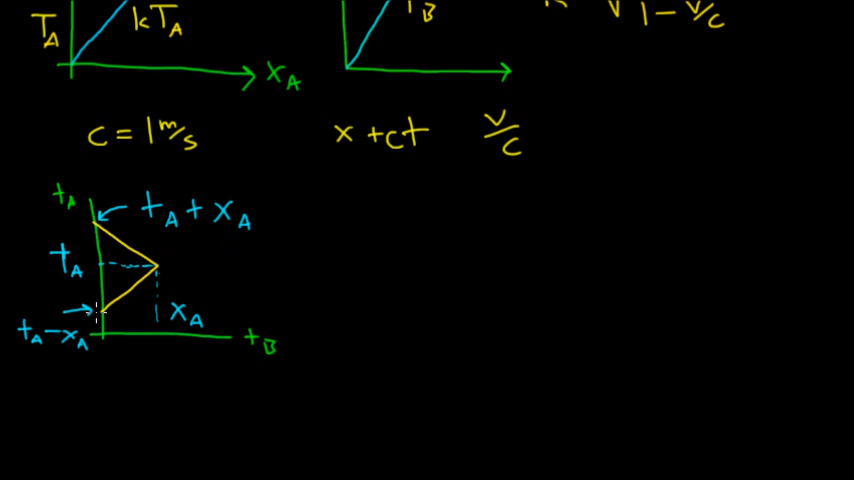 T_A kT_A x_A
T_B
√1 - v/c
c = 1 m/s x + ct v/c
t_A
t_A + x_A
t_A
x_A
t_A - x_A
t_B